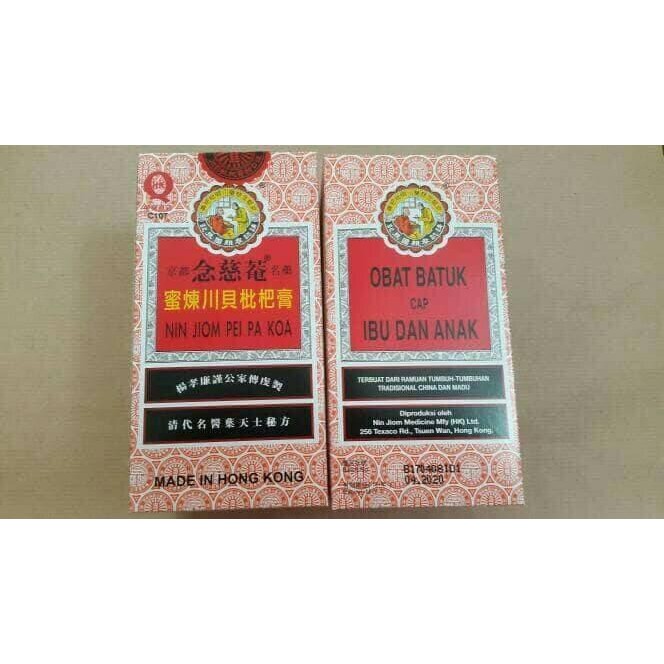 C107
京都 念慈菴® 名藥
蜜煉川貝枇杷膏
NIN JIOM PEI PA KOA
楊孝廉謹公家傳虔製
清代名醫葉天士秘方
MADE IN HONG KONG
OBAT BATUK
CAP
IBU DAN ANAK
TERBUAT DARI RAMUAN TUMBUH-TUMBUHAN
TRADISIONAL CHINA DAN MADU
Diproduksi oleh
Nin Jiom Medicine Mfy (HK) Ltd.
256 Texaco Rd., Tsuen Wan, Hong Kong.
04.2020